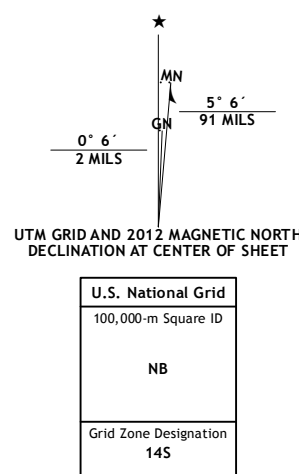 ★
MN
5° 6´
91 MILS
GN
0° 6´
2 MILS
UTM GRID AND 2012 MAGNETIC NORTH
DECLINATION AT CENTER OF SHEET
U.S. National Grid
100,000-m Square ID
NB
Grid Zone Designation
14S